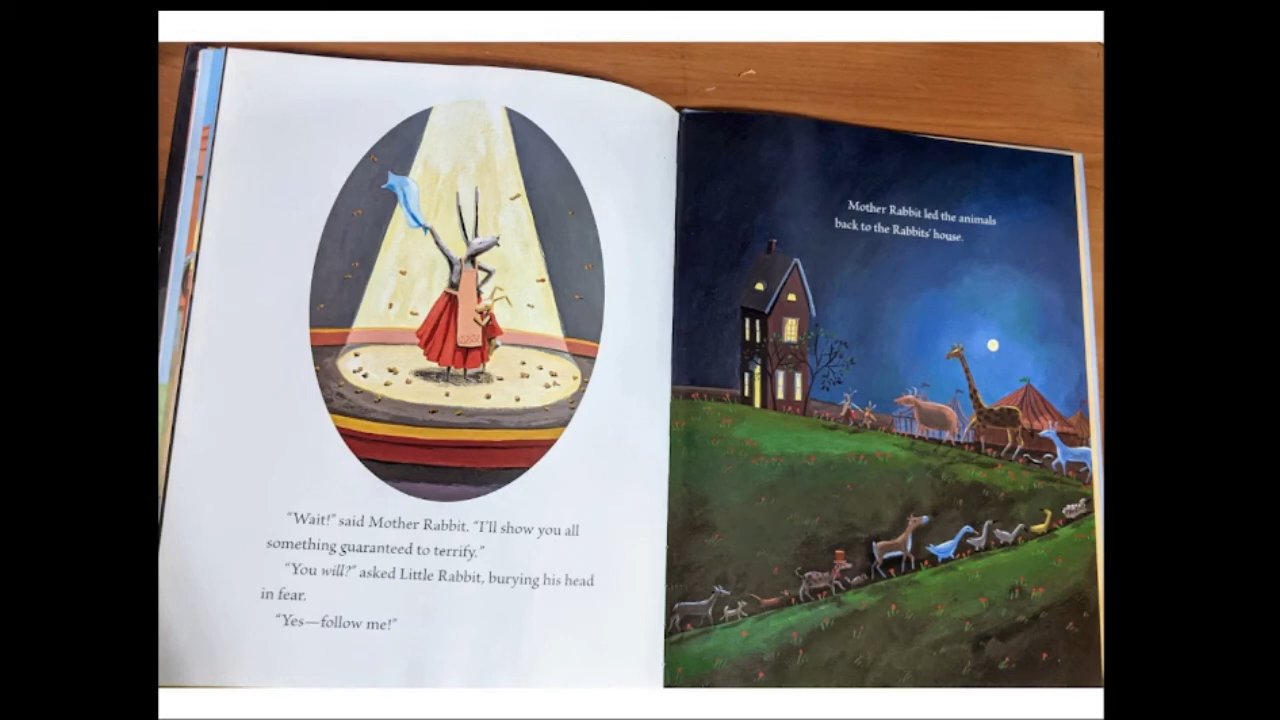 "Wait!" said Mother Rabbit. "I'll show you all
something guaranteed to terrify."
"You will?" asked Little Rabbit, burying his head
in fear.
"Yes—follow me!"
Mother Rabbit led the animals
back to the Rabbits' house.